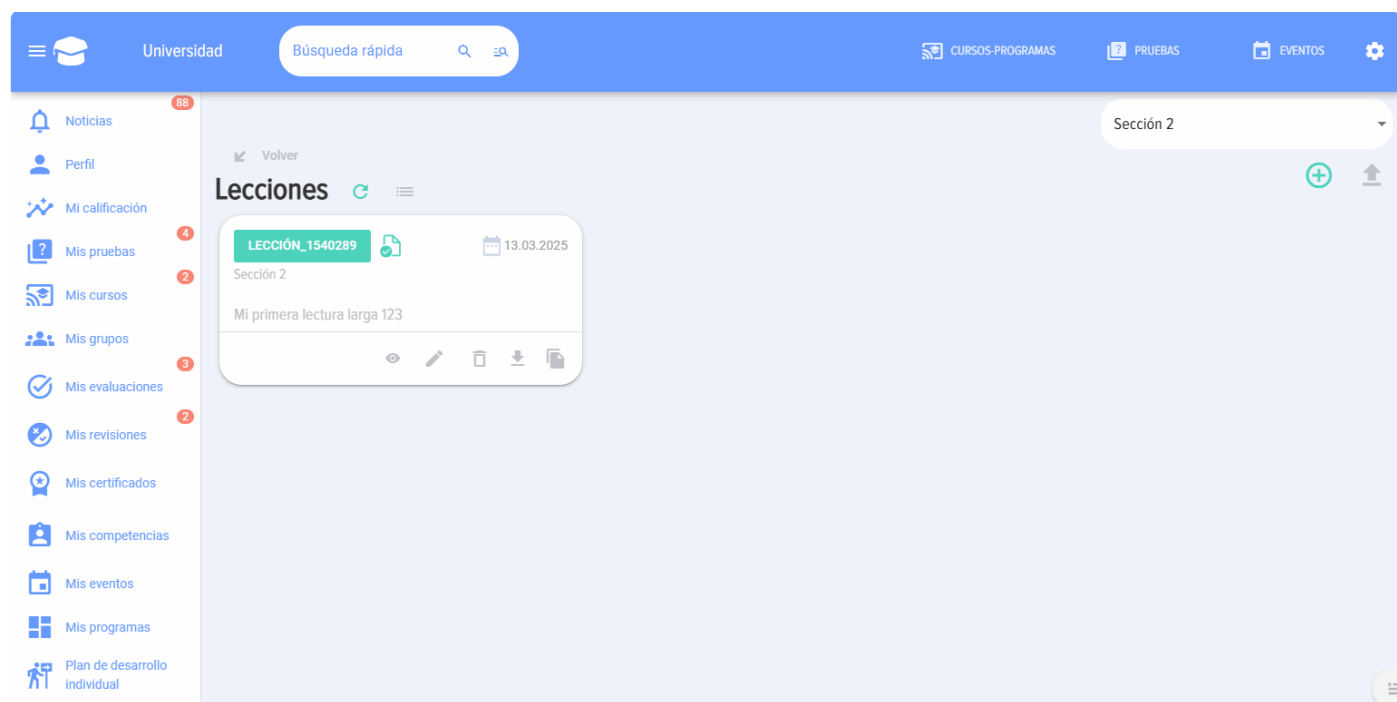 Universidad
Búsqueda rápida
CURSOS-PROGRAMAS
PRUEBAS
EVENTOS
88
Noticias
Perfil
Mi calificación
4
Mis pruebas
2
Mis cursos
Mis grupos
3
Mis evaluaciones
2
Mis revisiones
Mis certificados
Mis competencias
Mis eventos
Mis programas
Plan de desarrollo
individual
Sección 2
Volver
Lecciones
LECCIÓN_1540289
13.03.2025
Sección 2
Mi primera lectura larga 123